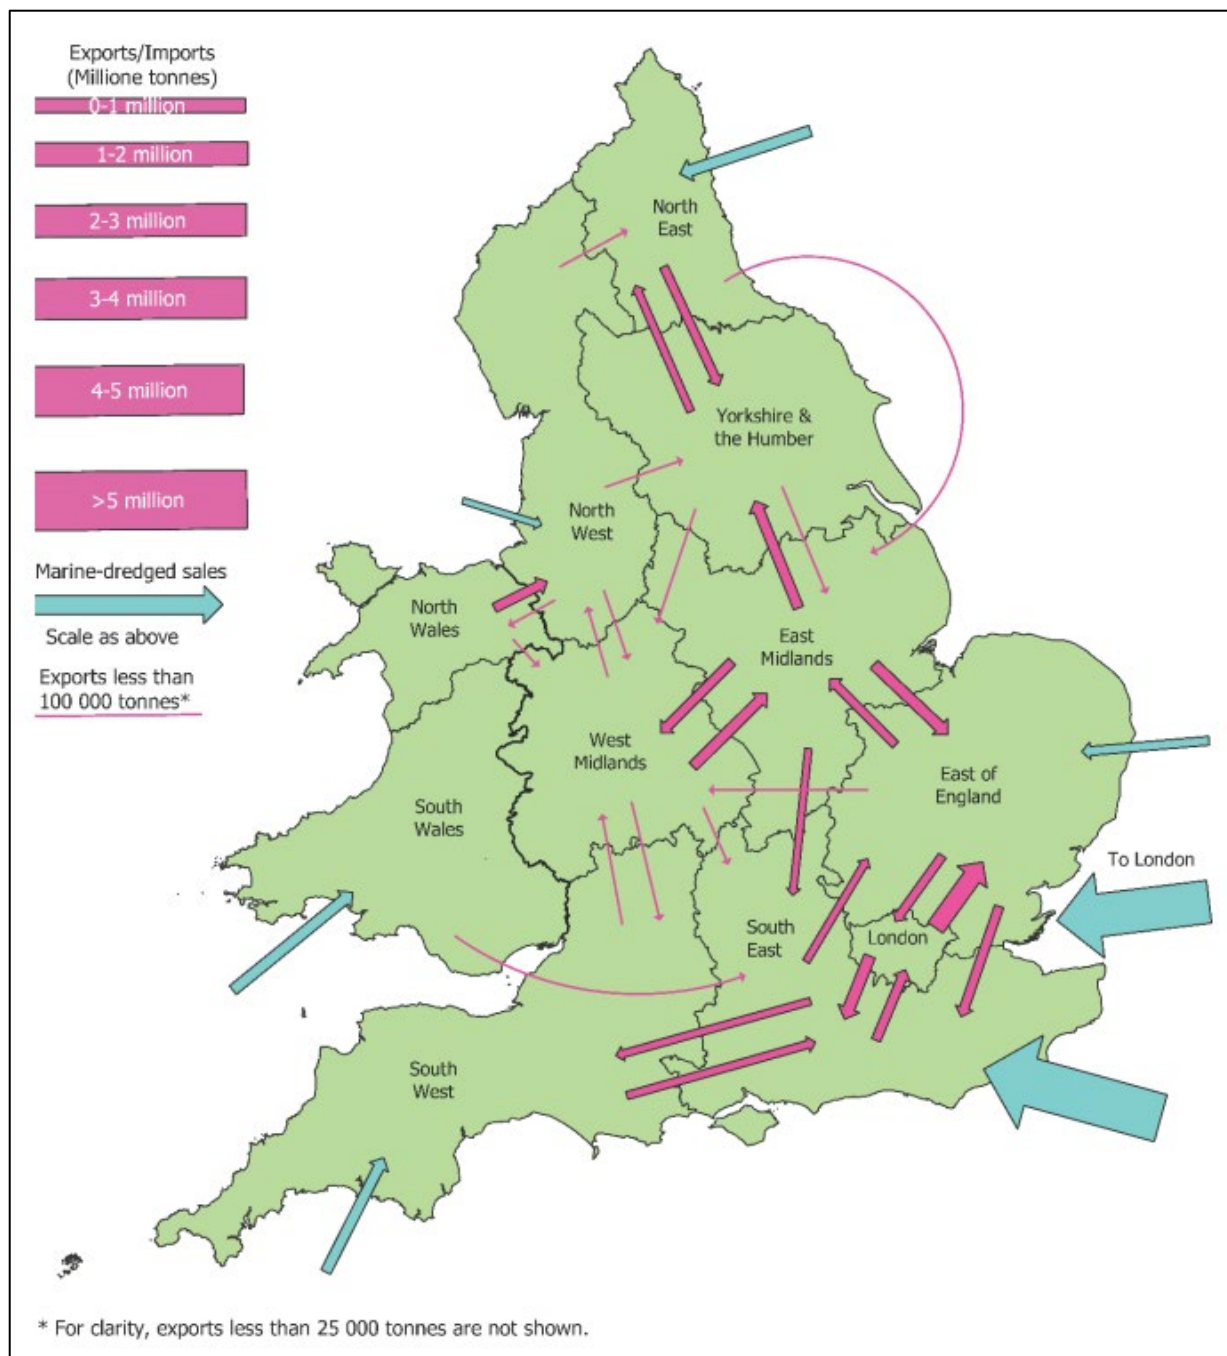 Exports/Imports
(Millione tonnes)
0-1 million
1-2 million
2-3 million
3-4 million
4-5 million
>5 million
Marine-dredged sales
Scale as above
Exports less than
100 000 tonnes*
North
East
Yorkshire &
the Humber
North
West
North
Wales
East
Midlands
West
Midlands
East of
England
South
Wales
To London
South
East
London
South
West
* For clarity, exports less than 25 000 tonnes are not shown.